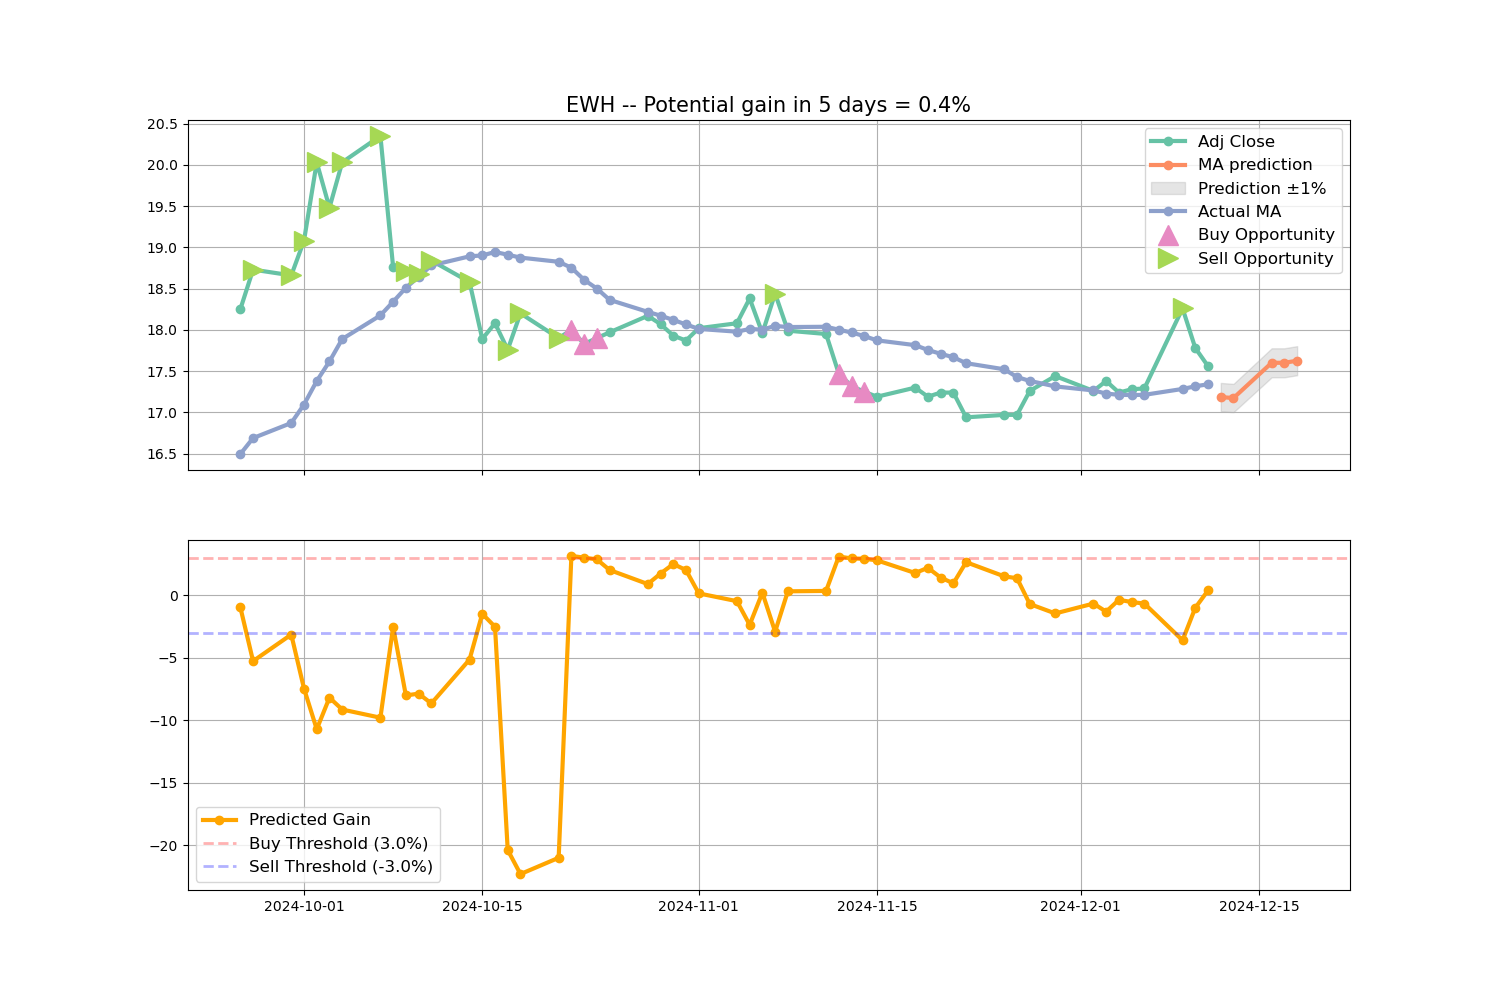 EWH -- Potential gain in 5 days = 0.4%
20.5
20.0
19.5
19.0
18.5
18.0
17.5
17.0
16.5
Adj Close
MA prediction
Prediction ±1%
Actual MA
Buy Opportunity
Sell Opportunity
0
−5
−10
−15
−20
Predicted Gain
Buy Threshold (3.0%)
Sell Threshold (-3.0%)
2024-10-01
2024-10-15
2024-11-01
2024-11-15
2024-12-01
2024-12-15